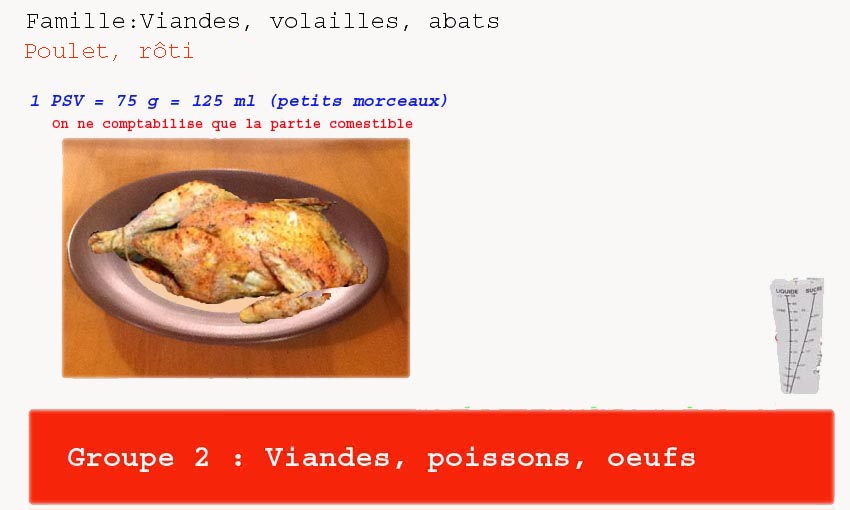 Famille:Viandes, volailles, abats
Poulet, rôti
1 PSV = 75 g = 125 ml (petits morceaux)
On ne comptabilise que la partie comestible
LIQUIDE SUCRE
Groupe 2 : Viandes, poissons, oeufs